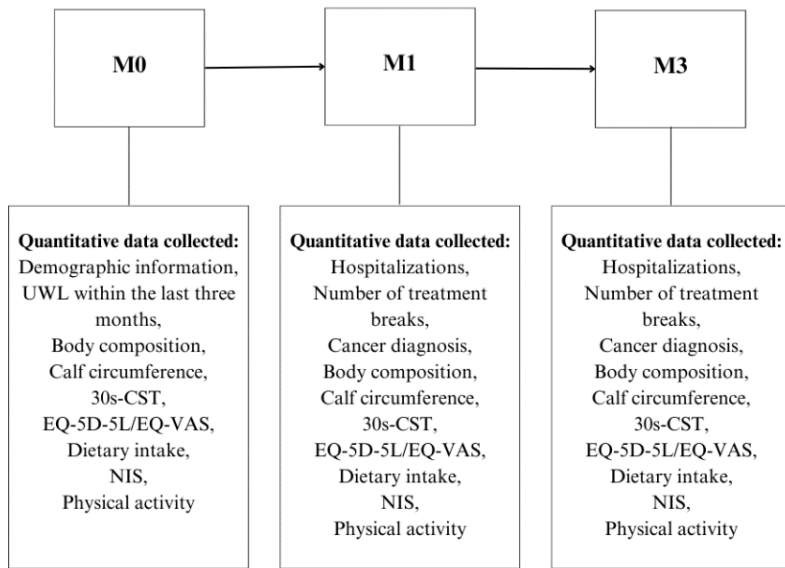 M0
M1
M3
Quantitative data collected:
Demographic information,
UWL within the last three
months,
Body composition,
Calf circumference,
30s-CST,
EQ-5D-5L/EQ-VAS,
Dietary intake,
NIS,
Physical activity
Quantitative data collected:
Hospitalizations,
Number of treatment
breaks,
Cancer diagnosis,
Body composition,
Calf circumference,
30s-CST,
EQ-5D-5L/EQ-VAS,
Dietary intake,
NIS,
Physical activity
Quantitative data collected:
Hospitalizations,
Number of treatment
breaks,
Cancer diagnosis,
Body composition,
Calf circumference,
30s-CST,
EQ-5D-5L/EQ-VAS,
Dietary intake,
NIS,
Physical activity